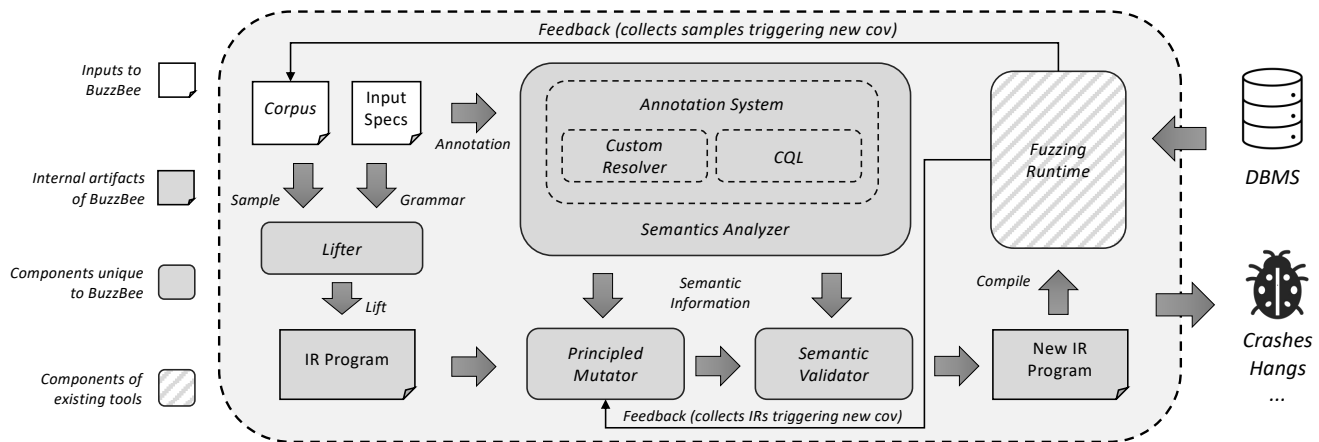 Feedback (collects samples triggering new cov)
Inputs to
BuzzBee
Corpus
Input
Specs
Annotation
Annotation System
Custom
Resolver
CQL
Semantics Analyzer
Fuzzing
Runtime
DBMS
Internal artifacts
of BuzzBee
Sample
Grammar
Lifter
Components unique
to BuzzBee
Lift
Semantic
Information
Compile
IR Program
Principled
Mutator
Semantic
Validator
New IR
Program
Crashes
Hangs
...
Components of
existing tools
Feedback (collects IRs triggering new cov)